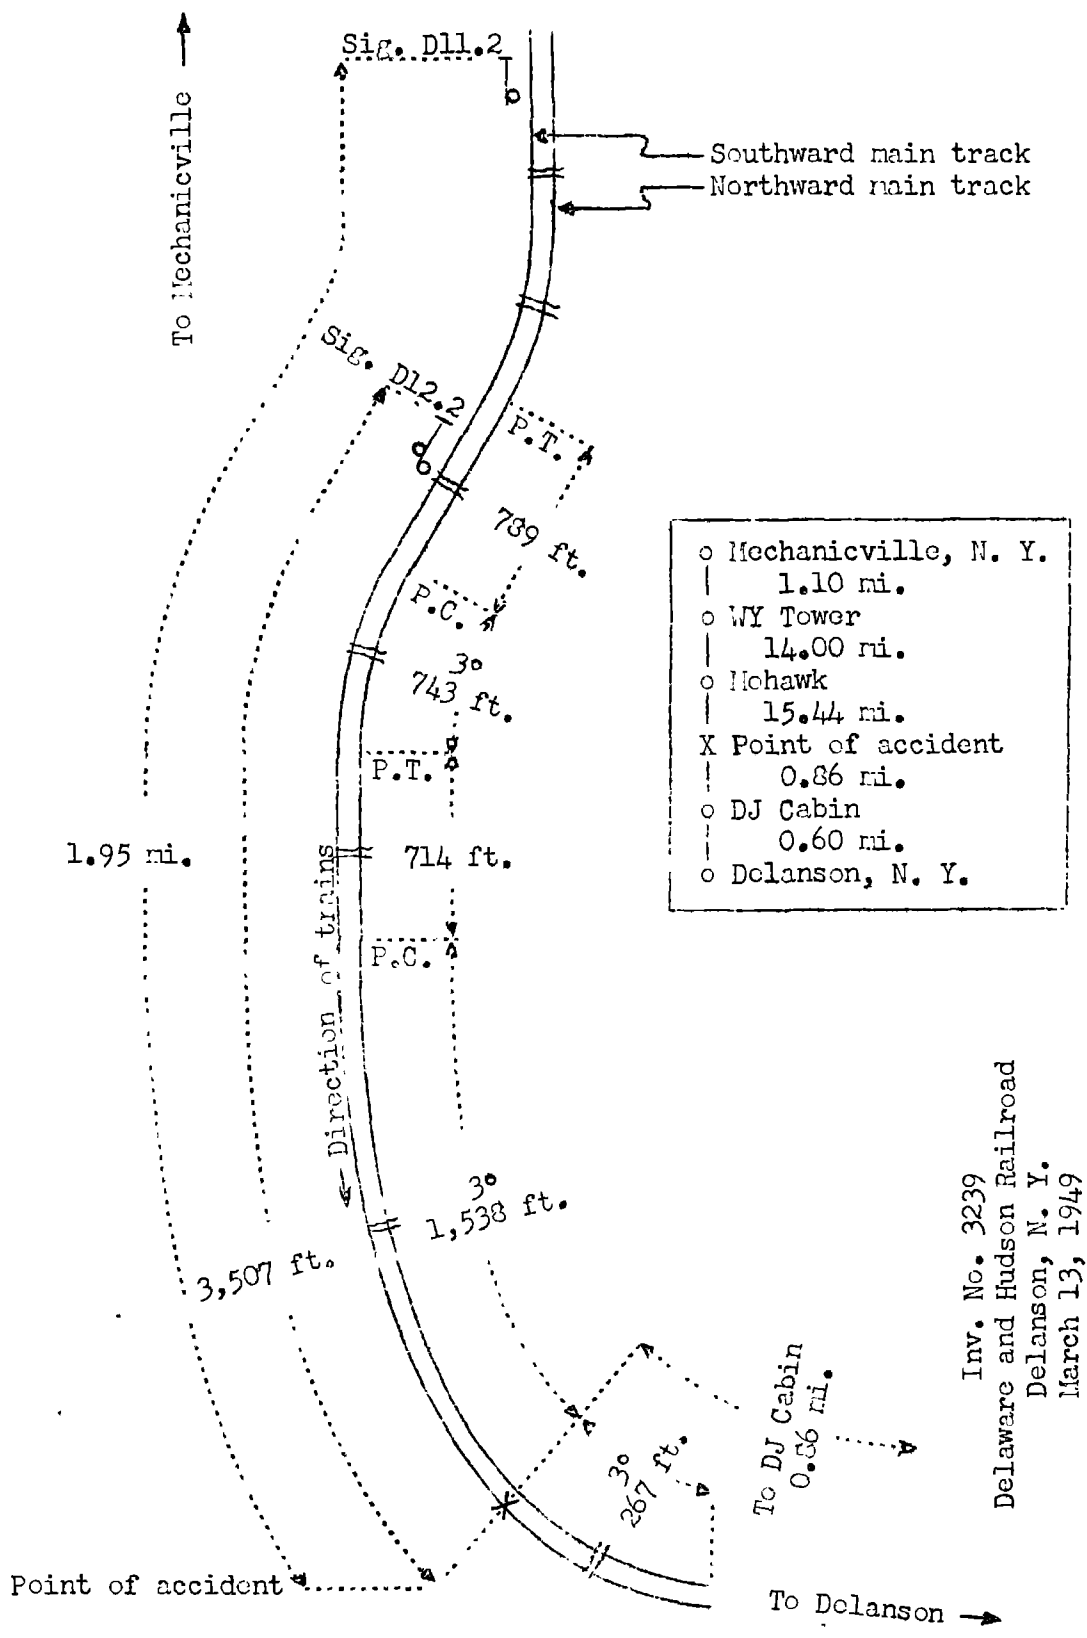 To Mechanicville
Sig. D11.2
Southward main track
Northward main track
Sig. D12.2
P.T.
789 ft.
P.C.
3°
743 ft.
P.T.
714 ft.
P.C.
1.95 mi.
Direction of trains
3°
1,538 ft.
3,507 ft.
3°
267 ft.
To DJ Cabin
0.86 mi.
Point of accident
To Delanson
Mechanicville, N. Y.
1.10 mi.
WY Tower
14.00 mi.
Mohawk
15.44 mi.
X Point of accident
0.86 mi.
DJ Cabin
0.60 mi.
Delanson, N. Y.
Inv. No. 3239
Delaware and Hudson Railroad
Delanson, N. Y.
March 13, 1949